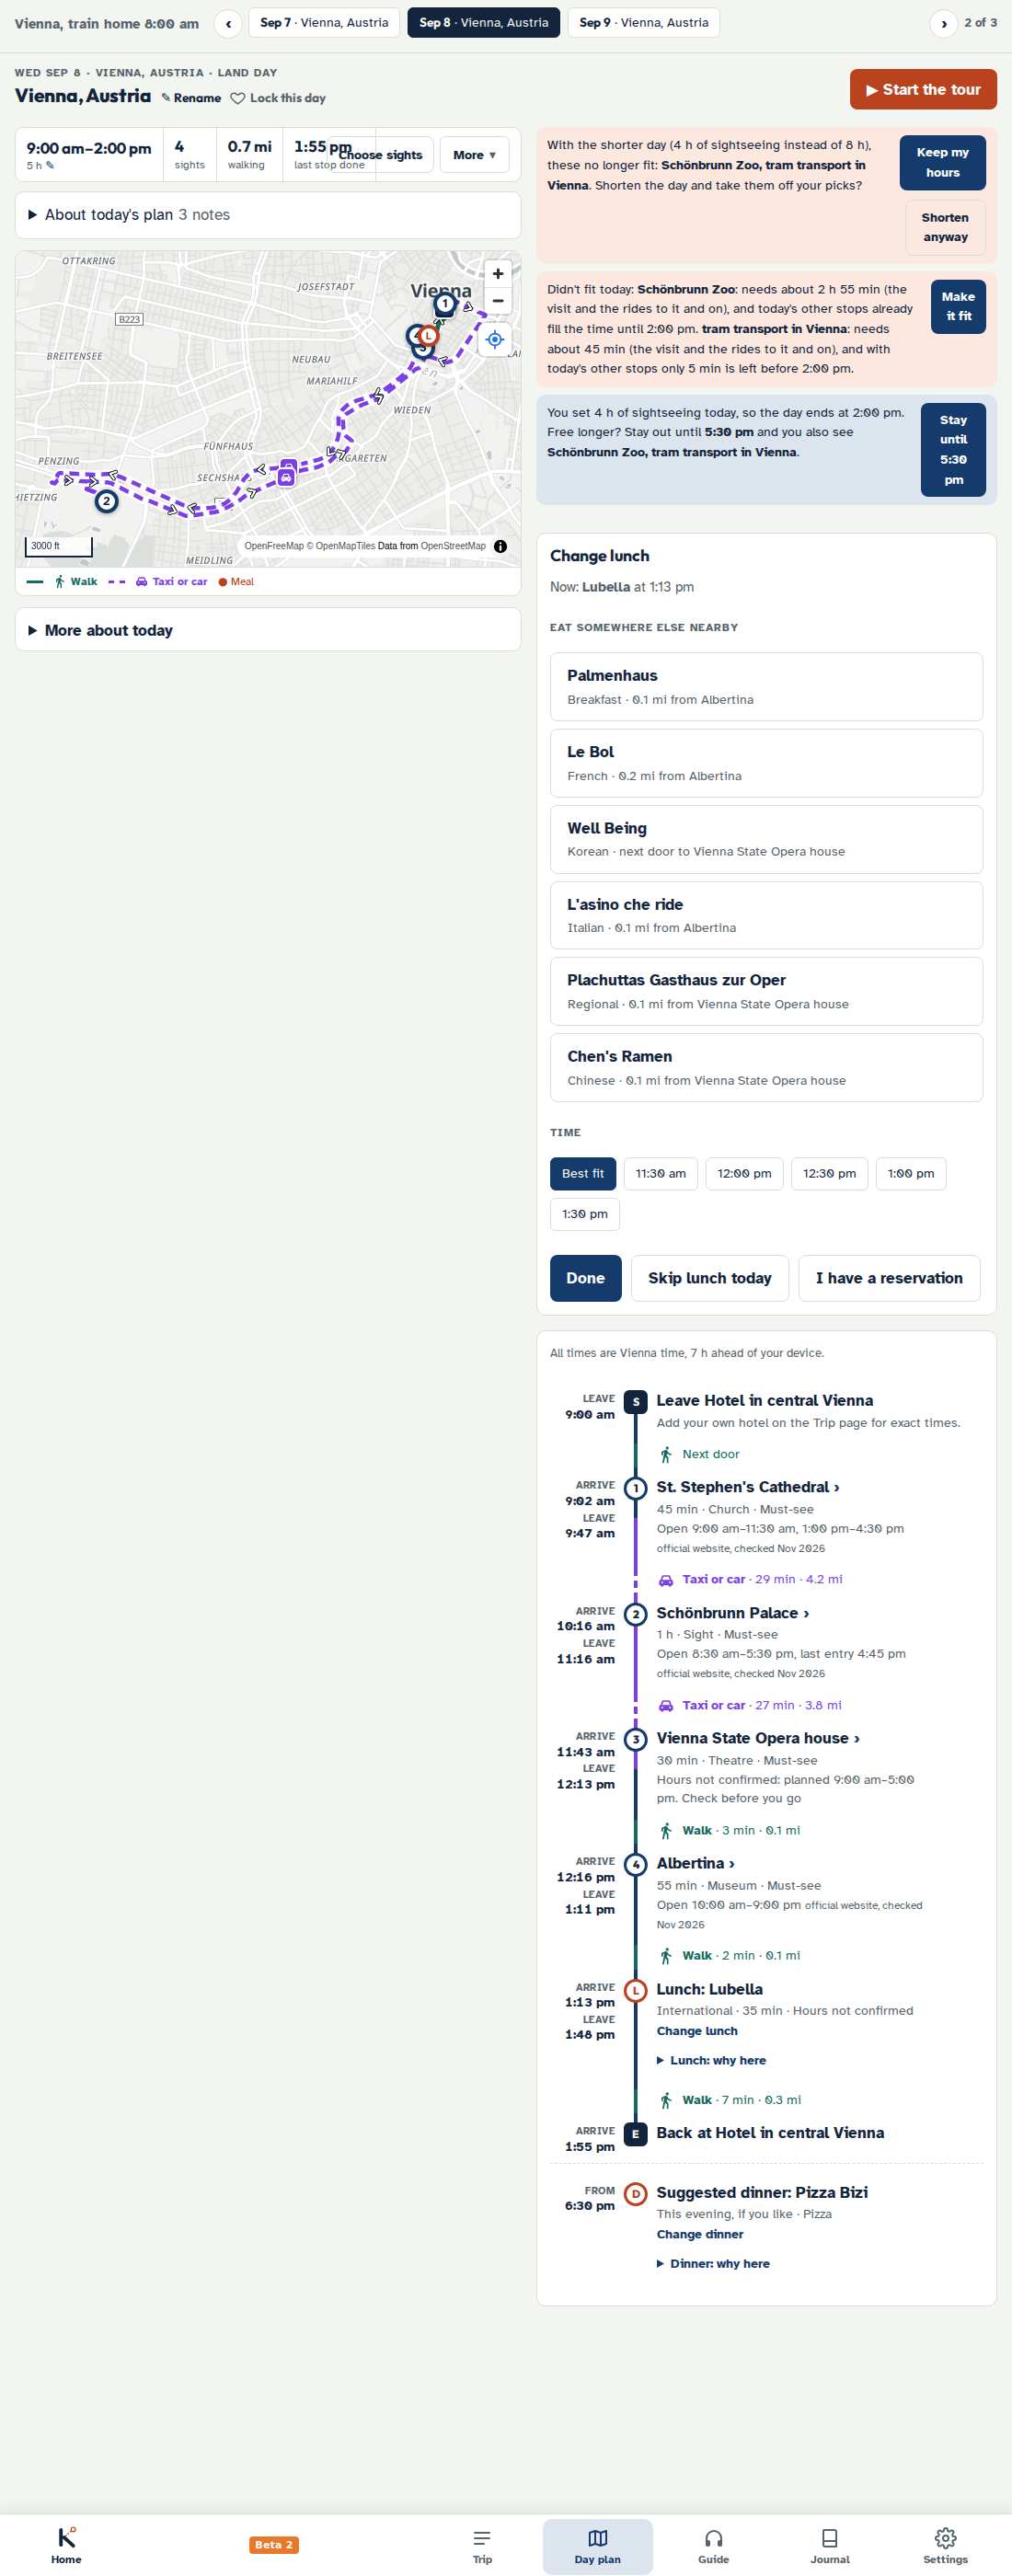 Vienna, train home 8:00 am
‹
Sep 7 · Vienna, Austria
Sep 8 · Vienna, Austria
Sep 9 · Vienna, Austria
›
2 of 3
WED SEP 8 · VIENNA, AUSTRIA · LAND DAY
Vienna, Austria
✎ Rename
Lock this day
▶ Start the tour
9:00 am–2:00 pm
5 h ✎
4
sights
0.7 mi
walking
1:55 pm
last stop done
Choose sights
More ▾
▶ About today's plan 3 notes
OTTAKRING
JOSEFSTADT
Vienna
B223
BREITENSEE
NEUBAU
MARIAHILF
WIEDEN
FÜNFHAUS
GARETEN
PENZING
SECHSHA
HIETZING
MEIDLING
1
4
L
3
2
+
−
3000 ft
OpenFreeMap © OpenMapTiles Data from OpenStreetMap
Walk
Taxi or car
Meal
▶ More about today
With the shorter day (4 h of sightseeing instead of 8 h),
these no longer fit: Schönbrunn Zoo, tram transport in
Vienna. Shorten the day and take them off your picks?
Keep my
hours
Shorten
anyway
Didn't fit today: Schönbrunn Zoo: needs about 2 h 55 min (the
visit and the rides to it and on), and today's other stops already
fill the time until 2:00 pm. tram transport in Vienna: needs
about 45 min (the visit and the rides to it and on), and with
today's other stops only 5 min is left before 2:00 pm.
Make
it fit
You set 4 h of sightseeing today, so the day ends at 2:00 pm.
Free longer? Stay out until 5:30 pm and you also see
Schönbrunn Zoo, tram transport in Vienna.
Stay
until
5:30
pm
Change lunch
Now: Lubella at 1:13 pm
EAT SOMEWHERE ELSE NEARBY
Palmenhaus
Breakfast · 0.1 mi from Albertina
Le Bol
French · 0.2 mi from Albertina
Well Being
Korean · next door to Vienna State Opera house
L'asino che ride
Italian · 0.1 mi from Albertina
Plachuttas Gasthaus zur Oper
Regional · 0.1 mi from Vienna State Opera house
Chen's Ramen
Chinese · 0.1 mi from Vienna State Opera house
TIME
Best fit
11:30 am
12:00 pm
12:30 pm
1:00 pm
1:30 pm
Done
Skip lunch today
I have a reservation
All times are Vienna time, 7 h ahead of your device.
LEAVE
9:00 am
S
Leave Hotel in central Vienna
Add your own hotel on the Trip page for exact times.
Next door
ARRIVE
9:02 am
LEAVE
9:47 am
1
St. Stephen's Cathedral ›
45 min · Church · Must-see
Open 9:00 am–11:30 am, 1:00 pm–4:30 pm
official website, checked Nov 2026
Taxi or car · 29 min · 4.2 mi
ARRIVE
10:16 am
LEAVE
11:16 am
2
Schönbrunn Palace ›
1 h · Sight · Must-see
Open 8:30 am–5:30 pm, last entry 4:45 pm
official website, checked Nov 2026
Taxi or car · 27 min · 3.8 mi
ARRIVE
11:43 am
LEAVE
12:13 pm
3
Vienna State Opera house ›
30 min · Theatre · Must-see
Hours not confirmed: planned 9:00 am–5:00
pm. Check before you go
Walk · 3 min · 0.1 mi
ARRIVE
12:16 pm
LEAVE
1:11 pm
4
Albertina ›
55 min · Museum · Must-see
Open 10:00 am–9:00 pm official website, checked
Nov 2026
Walk · 2 min · 0.1 mi
ARRIVE
1:13 pm
LEAVE
1:48 pm
L
Lunch: Lubella
International · 35 min · Hours not confirmed
Change lunch
▶ Lunch: why here
Walk · 7 min · 0.3 mi
ARRIVE
1:55 pm
E
Back at Hotel in central Vienna
FROM
6:30 pm
D
Suggested dinner: Pizza Bizi
This evening, if you like · Pizza
Change dinner
▶ Dinner: why here
Home
Beta 2
Trip
Day plan
Guide
Journal
Settings